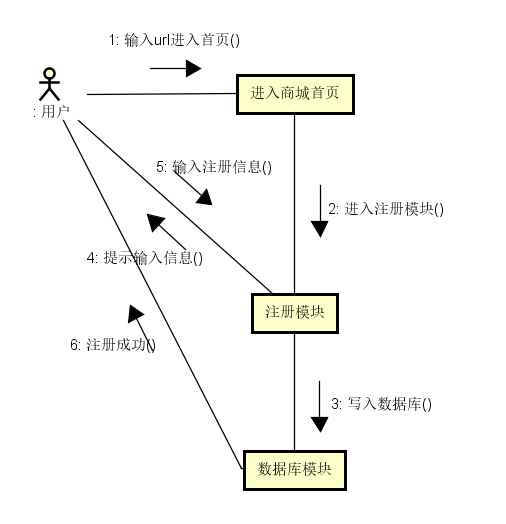 1: 输入url进入首页()
进入商城首页
: 用户
5: 输入注册信息()
2: 进入注册模块()
4: 提示输入信息()
注册模块
6: 注册成功()
3: 写入数据库()
数据库模块